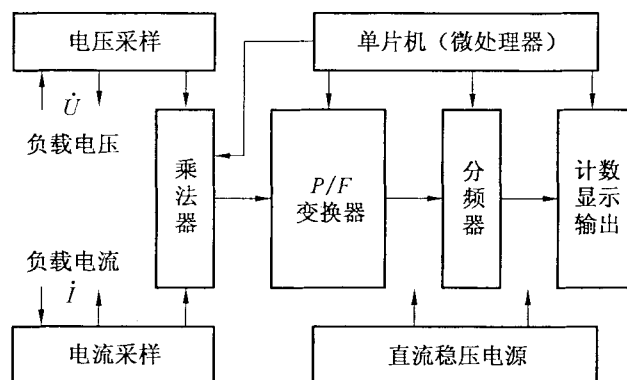 电压采样
单片机（微处理器）
U̇
负载电压
乘法器
P/F
变换器
分频器
计数
显示
输出
负载电流
İ
电流采样
直流稳压电源